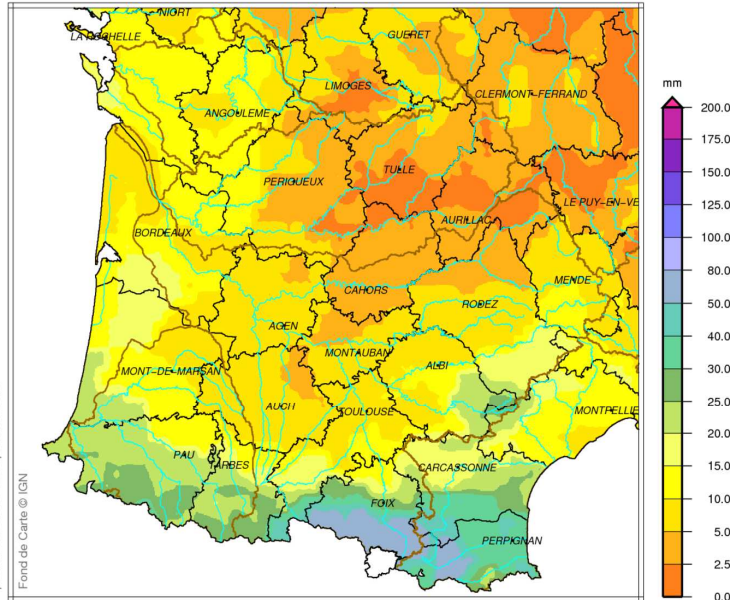 NIORT
LA ROCHELLE
GUERET
LIMOGES
CLERMONT-FERRAND
ANGOULEME
TULLE
PERIGUEUX
LE PUY-EN-VE
AURILLAC
BORDEAUX
MENDE
CAHORS
RODEZ
AGEN
MONTAUBAN
ALBI
MONT-DE-MARSAN
AUCH
TOULOUSE
MONTPELLIE
PAU
TARBES
CARCASSONNE
FOIX
PERPIGNAN
Fond de Carte © IGN
mm
200.0
175.0
150.0
125.0
100.0
80.0
50.0
40.0
30.0
25.0
20.0
15.0
10.0
5.0
2.5
0.0